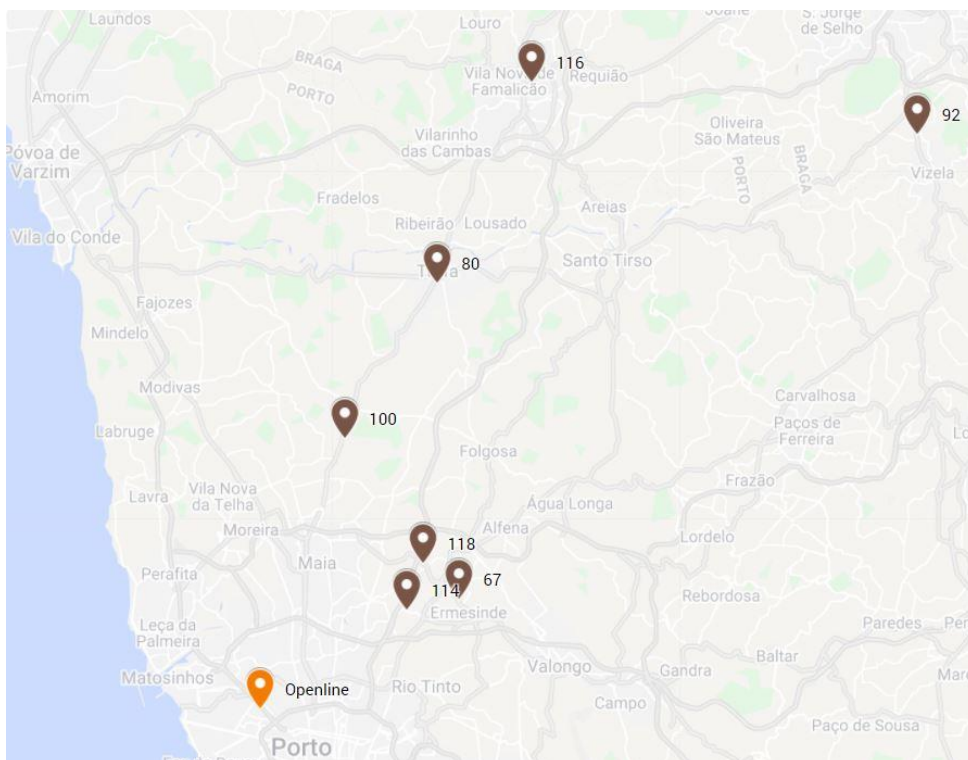 Laundos
Louro
Joane
S. Jorge
de Selho
BRAGA
116
Vila Nova de
Famalicão
Requião
Amorim
PORTO
92
Oliveira
São Mateus
Vilarinho
das Cambas
Póvoa de
Varzim
PORTO
BRAGA
Vizela
Fradelos
Areias
Ribeirão
Lousado
Vila do Conde
80
Santo Tirso
Fajozes
Mindelo
Modivas
Carvalhosa
100
Paços de
Ferreira
Labruge
Folgosa
Frazão
Vila Nova
da Telha
Lavra
Água Longa
Moreira
Alfena
Lordelo
118
Maia
Perafita
67
114
Rebordosa
Ermesinde
Leça da
Palmeira
Paredes
Baltar
Valongo
Gandra
Matosinhos
Openline
Rio Tinto
Campo
Paço de Sousa
Porto